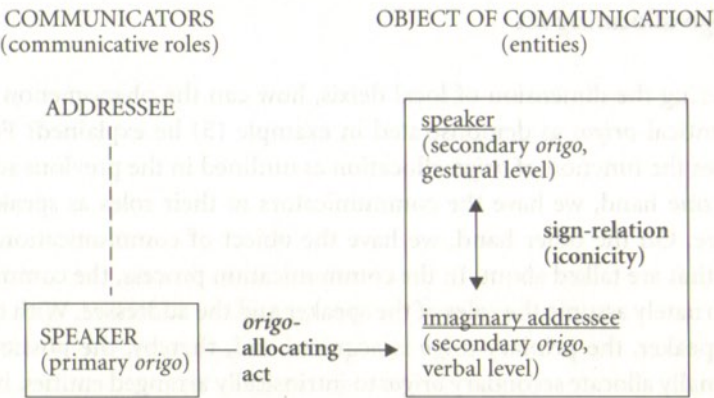 COMMUNICATORS
(communicative roles)
OBJECT OF COMMUNICATION
(entities)
ADDRESSEE
speaker
(secondary origo,
gestural level)
sign-relation
(iconicity)
SPEAKER
(primary origo)
origo-
allocating
act
imaginary addressee
(secondary origo,
verbal level)